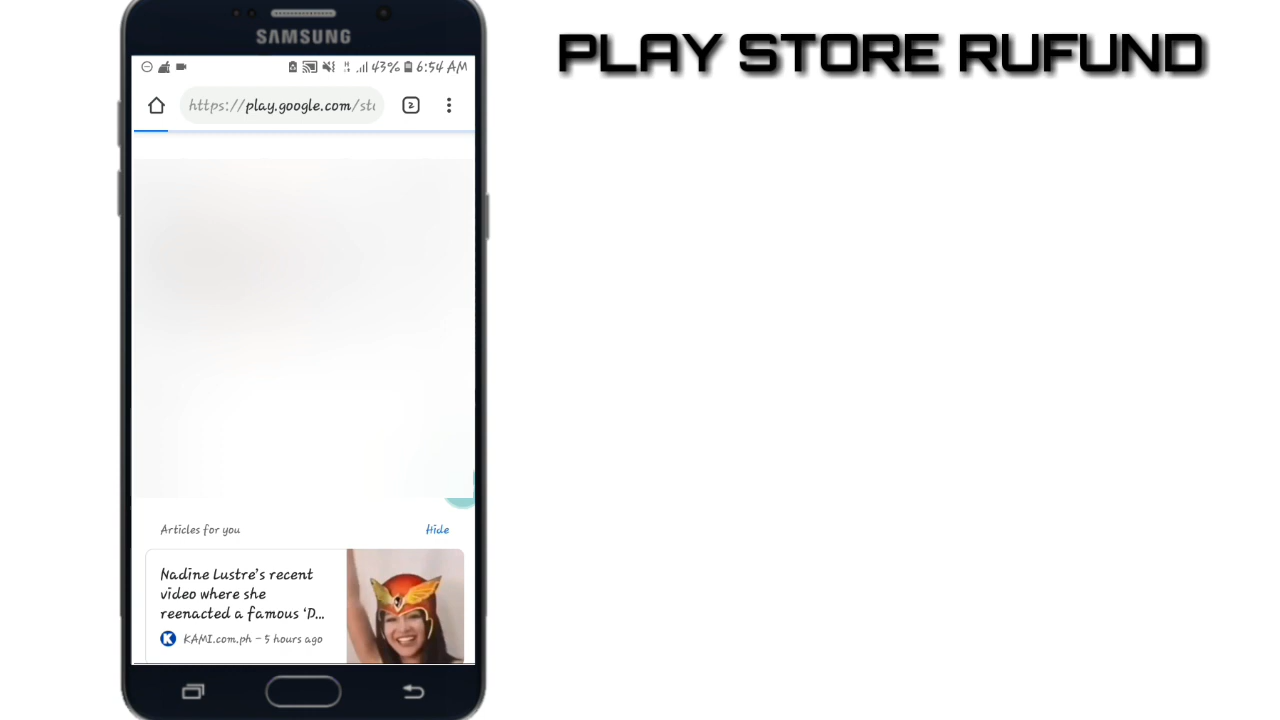 PLAY STORE RUFUND
SAMSUNG
43% 6:54 AM
https://play.google.com/stu
2
Articles for you
Hide
Nadine Lustre's recent
video where she
reenacted a famous 'D...
K KAMI.com.ph - 5 hours ago